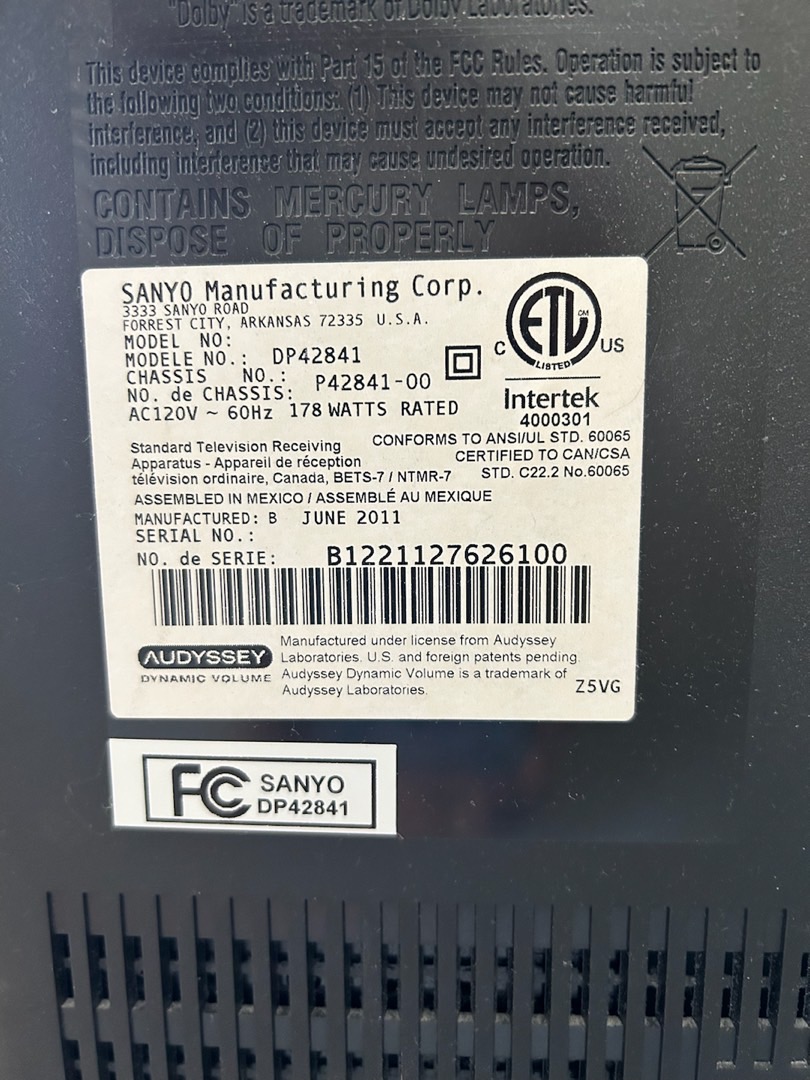 "Dolby" is a trademark of Dolby Laboratories.
This device complies with Part 15 of the FCC Rules. Operation is subject to
the following two conditions: (1) This device may not cause harmful
interference, and (2) this device must accept any interference received,
including interference that may cause undesired operation.
CONTAINS MERCURY LAMPS,
DISPOSE OF PROPERLY
SANYO Manufacturing Corp.
3333 SANYO ROAD
FORREST CITY, ARKANSAS 72335 U.S.A.
MODEL NO:
MODELE NO.: DP42841
CHASSIS NO.:
NO. de CHASSIS: P42841-00
AC120V ~ 60Hz 178 WATTS RATED
C ETL CM US
LISTED
Intertek
4000301
CONFORMS TO ANSI/UL STD. 60065
CERTIFIED TO CAN/CSA
STD. C22.2 No.60065
Standard Television Receiving
Apparatus - Appareil de réception
télévision ordinaire, Canada, BETS-7 / NTMR-7
ASSEMBLED IN MEXICO / ASSEMBLÉ AU MEXIQUE
MANUFACTURED: B JUNE 2011
SERIAL NO.:
NO. de SERIE: B1221127626100
AUDYSSEY
DYNAMIC VOLUME
Manufactured under license from Audyssey
Laboratories. U.S. and foreign patents pending.
Audyssey Dynamic Volume is a trademark of
Audyssey Laboratories.
Z5VG
FC SANYO
DP42841